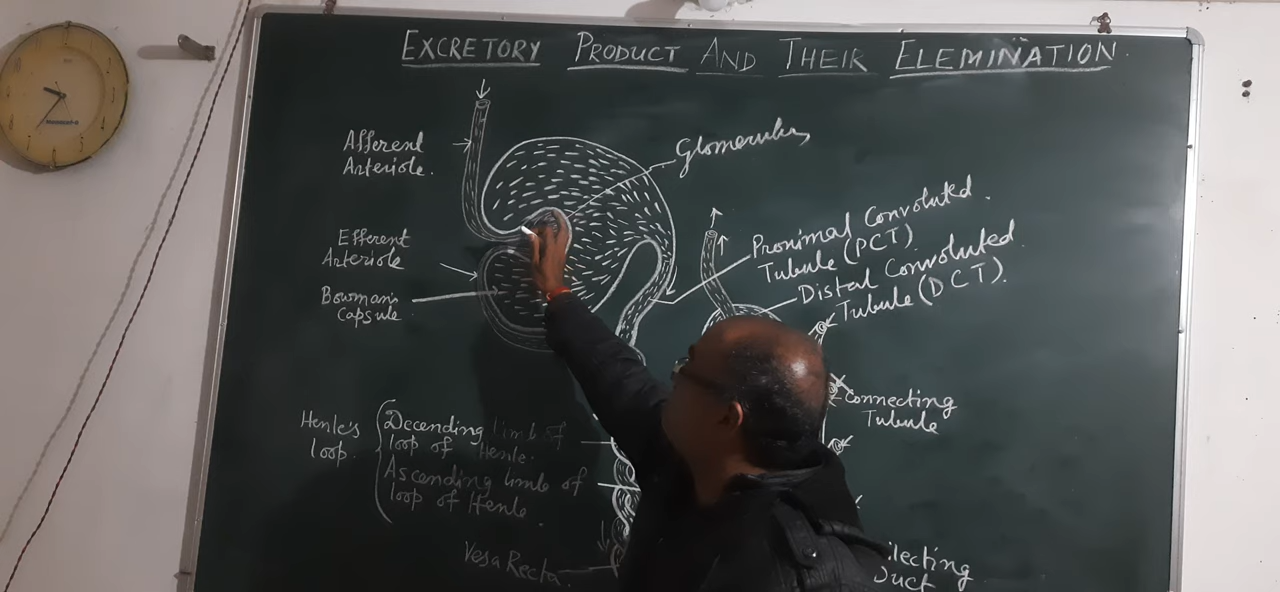 EXCRETORY PRODUCT AND THEIR ELEMINATION.
Afferent
Arteriole.
Glomerulus
Efferent
Arteriole
Bowman's
Capsule.
Proximal Convoluted.
Tubule (PCT)
Distal Convoluted.
Tubule (DCT).
Connecting
Tubule
Henle's
loop.
Decending limb of
loop of Henle.
Ascending limb of
loop of Henle.
Vesa Recta.
llecting
Duct